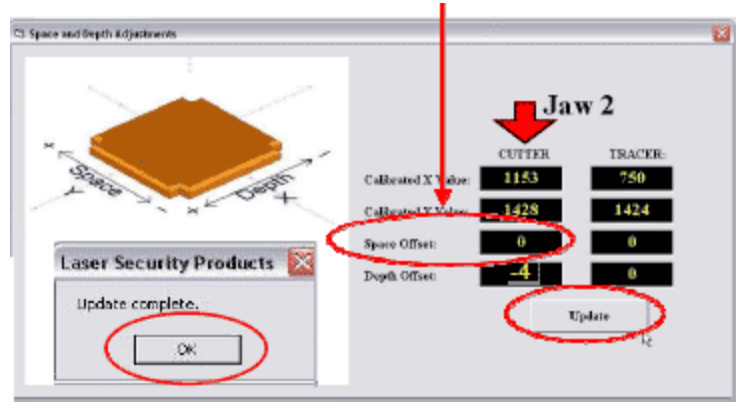 Space and Depth Adjustments
Jaw 2
CUTTER TRACER:
Calibrated X Value: 1153 750
Calibrated Y Value: 1428 1424
Space Offset: 0 0
Depth Offset: -4 0
Update
+ Space -
Y
+ Depth -
X
Laser Security Products
Update complete.
OK